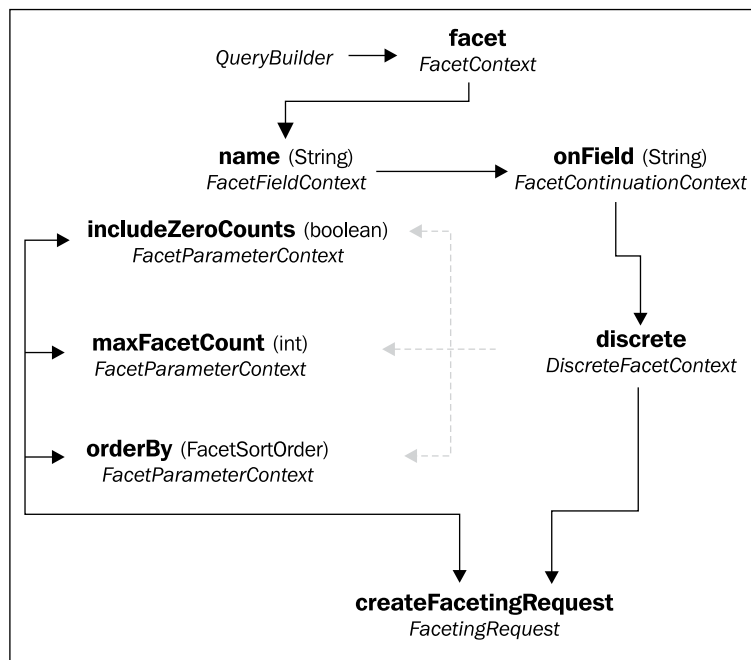 facet
QueryBuilder
FacetContext
name (String)
FacetFieldContext
onField (String)
FacetContinuationContext
includeZeroCounts (boolean)
FacetParameterContext
maxFacetCount (int)
FacetParameterContext
discrete
DiscreteFacetContext
orderBy (FacetSortOrder)
FacetParameterContext
createFacetingRequest
FacetingRequest